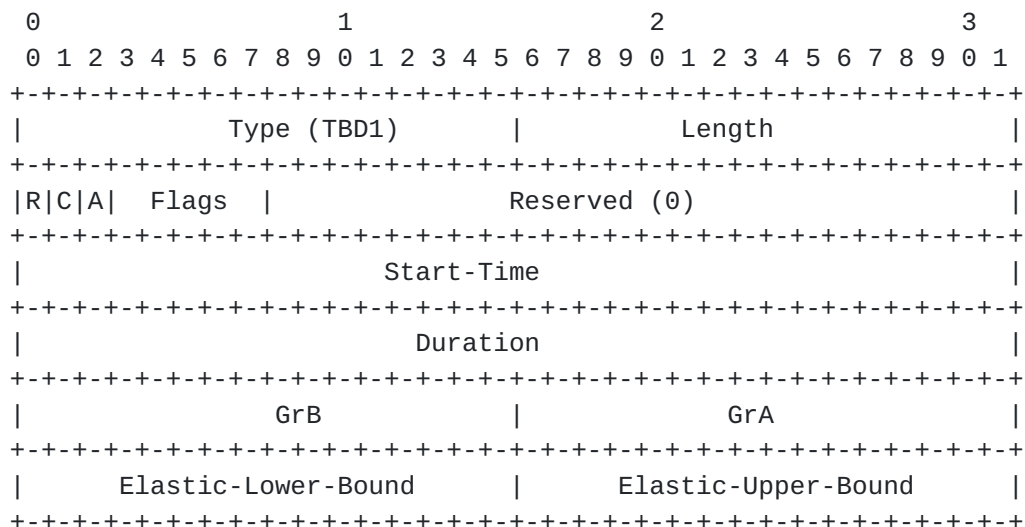 0                   1                   2                   3
 0 1 2 3 4 5 6 7 8 9 0 1 2 3 4 5 6 7 8 9 0 1 2 3 4 5 6 7 8 9 0 1
+-+-+-+-+-+-+-+-+-+-+-+-+-+-+-+-+-+-+-+-+-+-+-+-+-+-+-+-+-+-+-+-+
|             Type (TBD1)       |          Length               |
+-+-+-+-+-+-+-+-+-+-+-+-+-+-+-+-+-+-+-+-+-+-+-+-+-+-+-+-+-+-+-+-+
|R|C|A|  Flags  |               Reserved (0)                    |
+-+-+-+-+-+-+-+-+-+-+-+-+-+-+-+-+-+-+-+-+-+-+-+-+-+-+-+-+-+-+-+-+
|                       Start-Time                              |
+-+-+-+-+-+-+-+-+-+-+-+-+-+-+-+-+-+-+-+-+-+-+-+-+-+-+-+-+-+-+-+-+
|                         Duration                              |
+-+-+-+-+-+-+-+-+-+-+-+-+-+-+-+-+-+-+-+-+-+-+-+-+-+-+-+-+-+-+-+-+
|                GrB            |             GrA               |
+-+-+-+-+-+-+-+-+-+-+-+-+-+-+-+-+-+-+-+-+-+-+-+-+-+-+-+-+-+-+-+-+
|      Elastic-Lower-Bound      |      Elastic-Upper-Bound      |
+-+-+-+-+-+-+-+-+-+-+-+-+-+-+-+-+-+-+-+-+-+-+-+-+-+-+-+-+-+-+-+-+